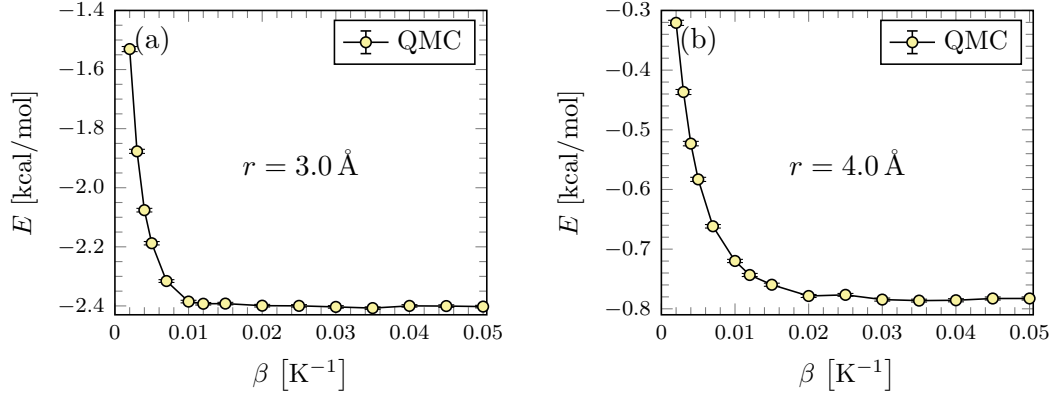 (a)
QMC
r = 3.0 Å
−1.4
−1.6
−1.8
−2.0
−2.2
−2.4
E [kcal/mol]
0 0.01 0.02 0.03 0.04 0.05
β [K⁻¹]
(b)
QMC
r = 4.0 Å
−0.3
−0.4
−0.5
−0.6
−0.7
−0.8
E [kcal/mol]
0 0.01 0.02 0.03 0.04 0.05
β [K⁻¹]